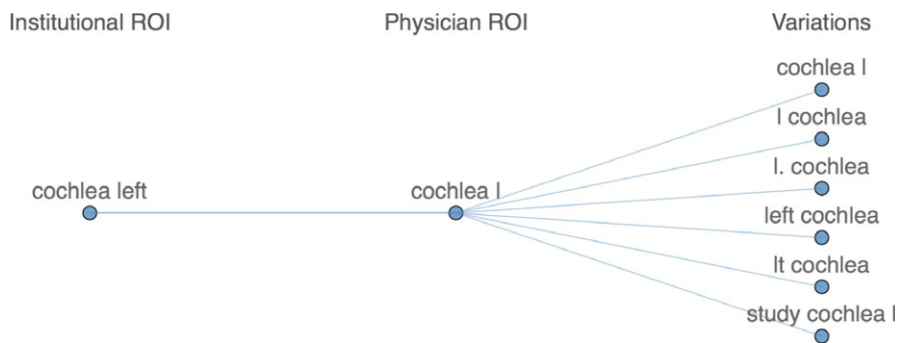 Institutional ROI Physician ROI Variations
cochlea l
l cochlea
l. cochlea
cochlea left cochlea l
left cochlea
lt cochlea
study cochlea l